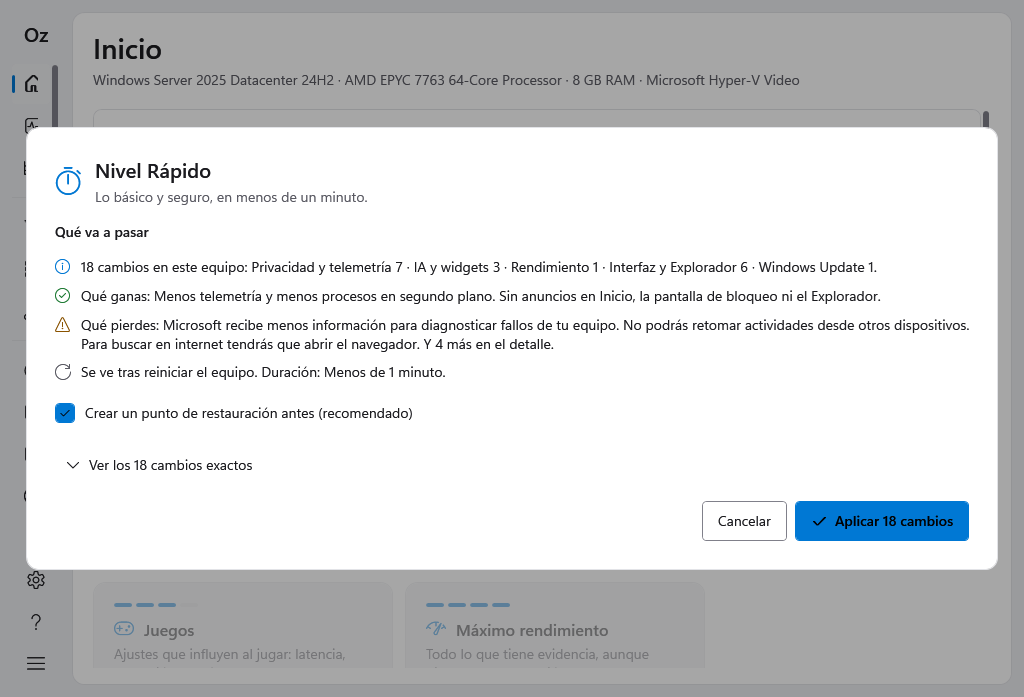 Oz
Inicio
Windows Server 2025 Datacenter 24H2 · AMD EPYC 7763 64-Core Processor · 8 GB RAM · Microsoft Hyper-V Video
Nivel Rápido
Lo básico y seguro, en menos de un minuto.
Qué va a pasar
18 cambios en este equipo: Privacidad y telemetría 7 · IA y widgets 3 · Rendimiento 1 · Interfaz y Explorador 6 · Windows Update 1.
Qué ganas: Menos telemetría y menos procesos en segundo plano. Sin anuncios en Inicio, la pantalla de bloqueo ni el Explorador.
Qué pierdes: Microsoft recibe menos información para diagnosticar fallos de tu equipo. No podrás retomar actividades desde otros dispositivos.
Para buscar en internet tendrás que abrir el navegador. Y 4 más en el detalle.
Se ve tras reiniciar el equipo. Duración: Menos de 1 minuto.
Crear un punto de restauración antes (recomendado)
Ver los 18 cambios exactos
Cancelar
Aplicar 18 cambios
Juegos
Ajustes que influyen al jugar: latencia,
Máximo rendimiento
Todo lo que tiene evidencia, aunque